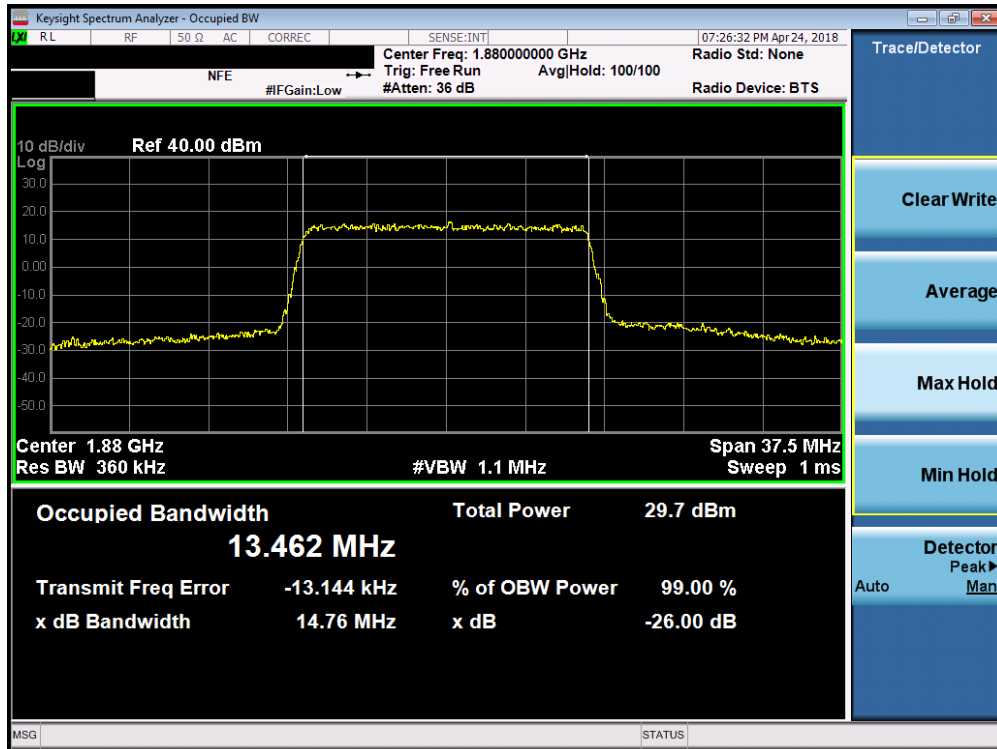 Keysight Spectrum Analyzer - Occupied BW
LXI RL RF 50 Ω AC CORREC SENSE:INT 07:26:32 PM Apr 24, 2018
Center Freq: 1.880000000 GHz Radio Std: None
NFE Trig: Free Run Avg|Hold: 100/100
#IFGain:Low #Atten: 36 dB Radio Device: BTS
10 dB/div Ref 40.00 dBm
Log
30.0
20.0
10.0
0.00
-10.0
-20.0
-30.0
-40.0
-50.0
Center 1.88 GHz Span 37.5 MHz
Res BW 360 kHz #VBW 1.1 MHz Sweep 1 ms
Occupied Bandwidth Total Power 29.7 dBm
13.462 MHz
Transmit Freq Error -13.144 kHz % of OBW Power 99.00 %
x dB Bandwidth 14.76 MHz x dB -26.00 dB
MSG STATUS
Trace/Detector
Clear Write
Average
Max Hold
Min Hold
Detector
Peak▶
Auto Man